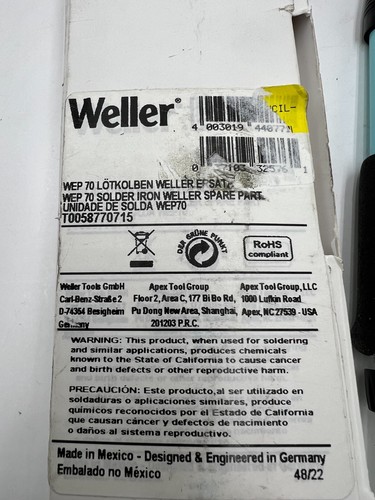 Weller®
CIL-
4 003019 44077
WEP 70 LÖTKOLBEN WELLER ERSATZ
WEP 70 SOLDER IRON WELLER SPARE PART
UNIDADE DE SOLDA WEP70
T0058770715
DER GRÜNE PUNKT
RoHS
compliant
Weller Tools GmbH Apex Tool Group Apex Tool Group, LLC
Carl-Benz-Straße 2 Floor 2, Area C, 177 Bi Bo Rd, 1000 Lufkin Road
D-74354 Besigheim Pu Dong New Area, Shanghai, Apex, NC 27539 - USA
Germany 201203 P.R.C.
WARNING: This product, when used for soldering
and similar applications, produces chemicals
known to the State of California to cause cancer
and birth defects or other reproductive harm.
PRECAUCIÓN: Este producto,al ser utilizado en
soldaduras o aplicaciones similares, produce
químicos reconocidos por el Estado de California
que causan cáncer y defectos de nacimiento
o daños al sistema reproductivo.
Made in Mexico - Designed & Engineered in Germany
Embalado no México 48/22